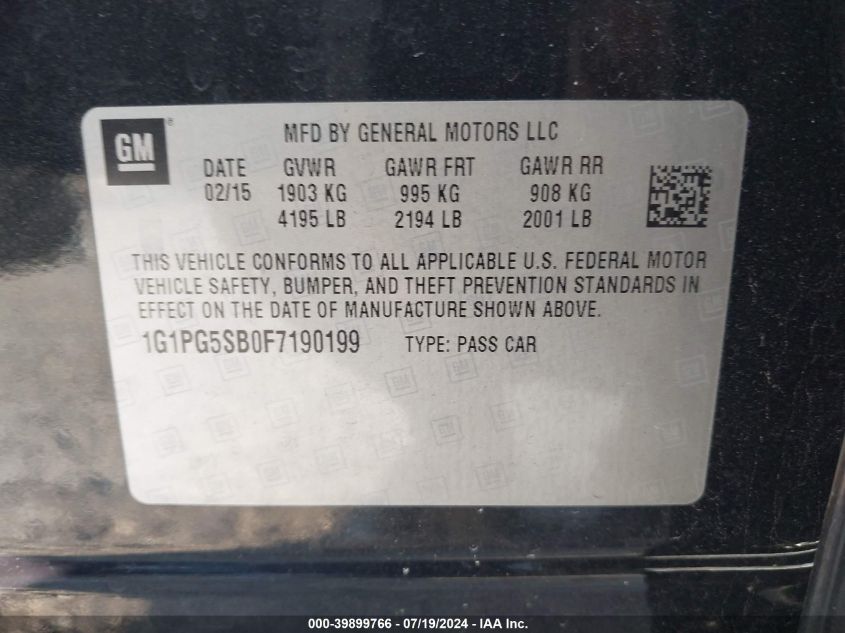 GM®
MFD BY GENERAL MOTORS LLC
DATE GVWR GAWR FRT GAWR RR
02/15 1903 KG 995 KG 908 KG
4195 LB 2194 LB 2001 LB
THIS VEHICLE CONFORMS TO ALL APPLICABLE U.S. FEDERAL MOTOR
VEHICLE SAFETY, BUMPER, AND THEFT PREVENTION STANDARDS IN
EFFECT ON THE DATE OF MANUFACTURE SHOWN ABOVE.
1G1PG5SB0F7190199 TYPE: PASS CAR
000-39899766 - 07/19/2024 - IAA Inc.